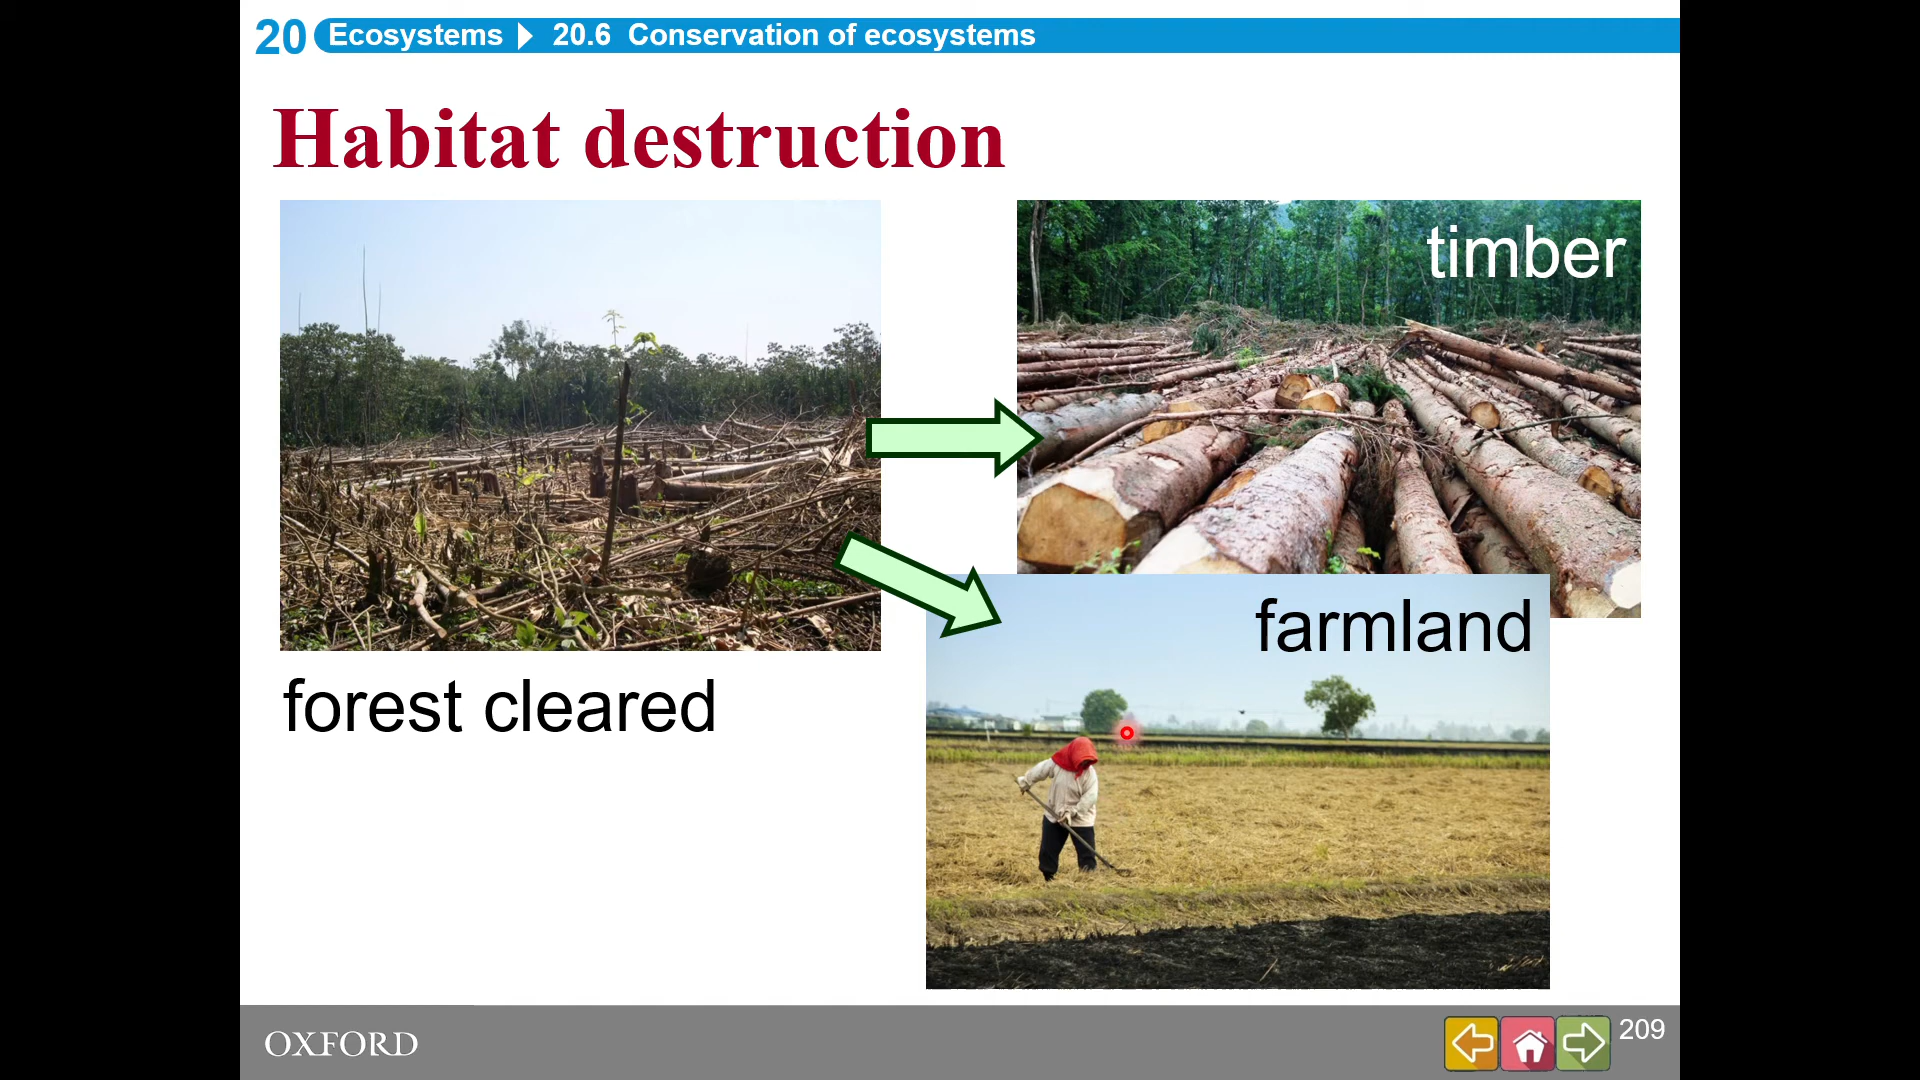 20 Ecosystems 20.6 Conservation of ecosystems
Habitat destruction
timber
farmland
forest cleared
OXFORD
209